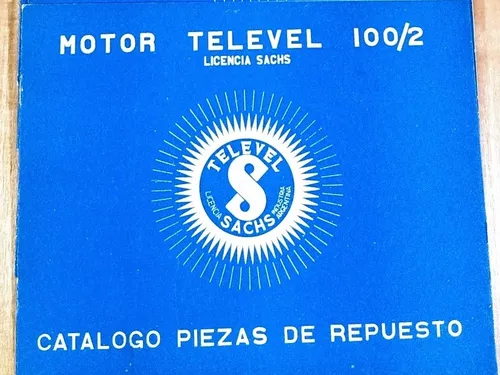 MOTOR TELEVEL 100/2
LICENCIA SACHS
TELEVEL
S
LICENCIA
SACHS
INDUSTRIA
ARGENTINA
CATALOGO PIEZAS DE REPUESTO